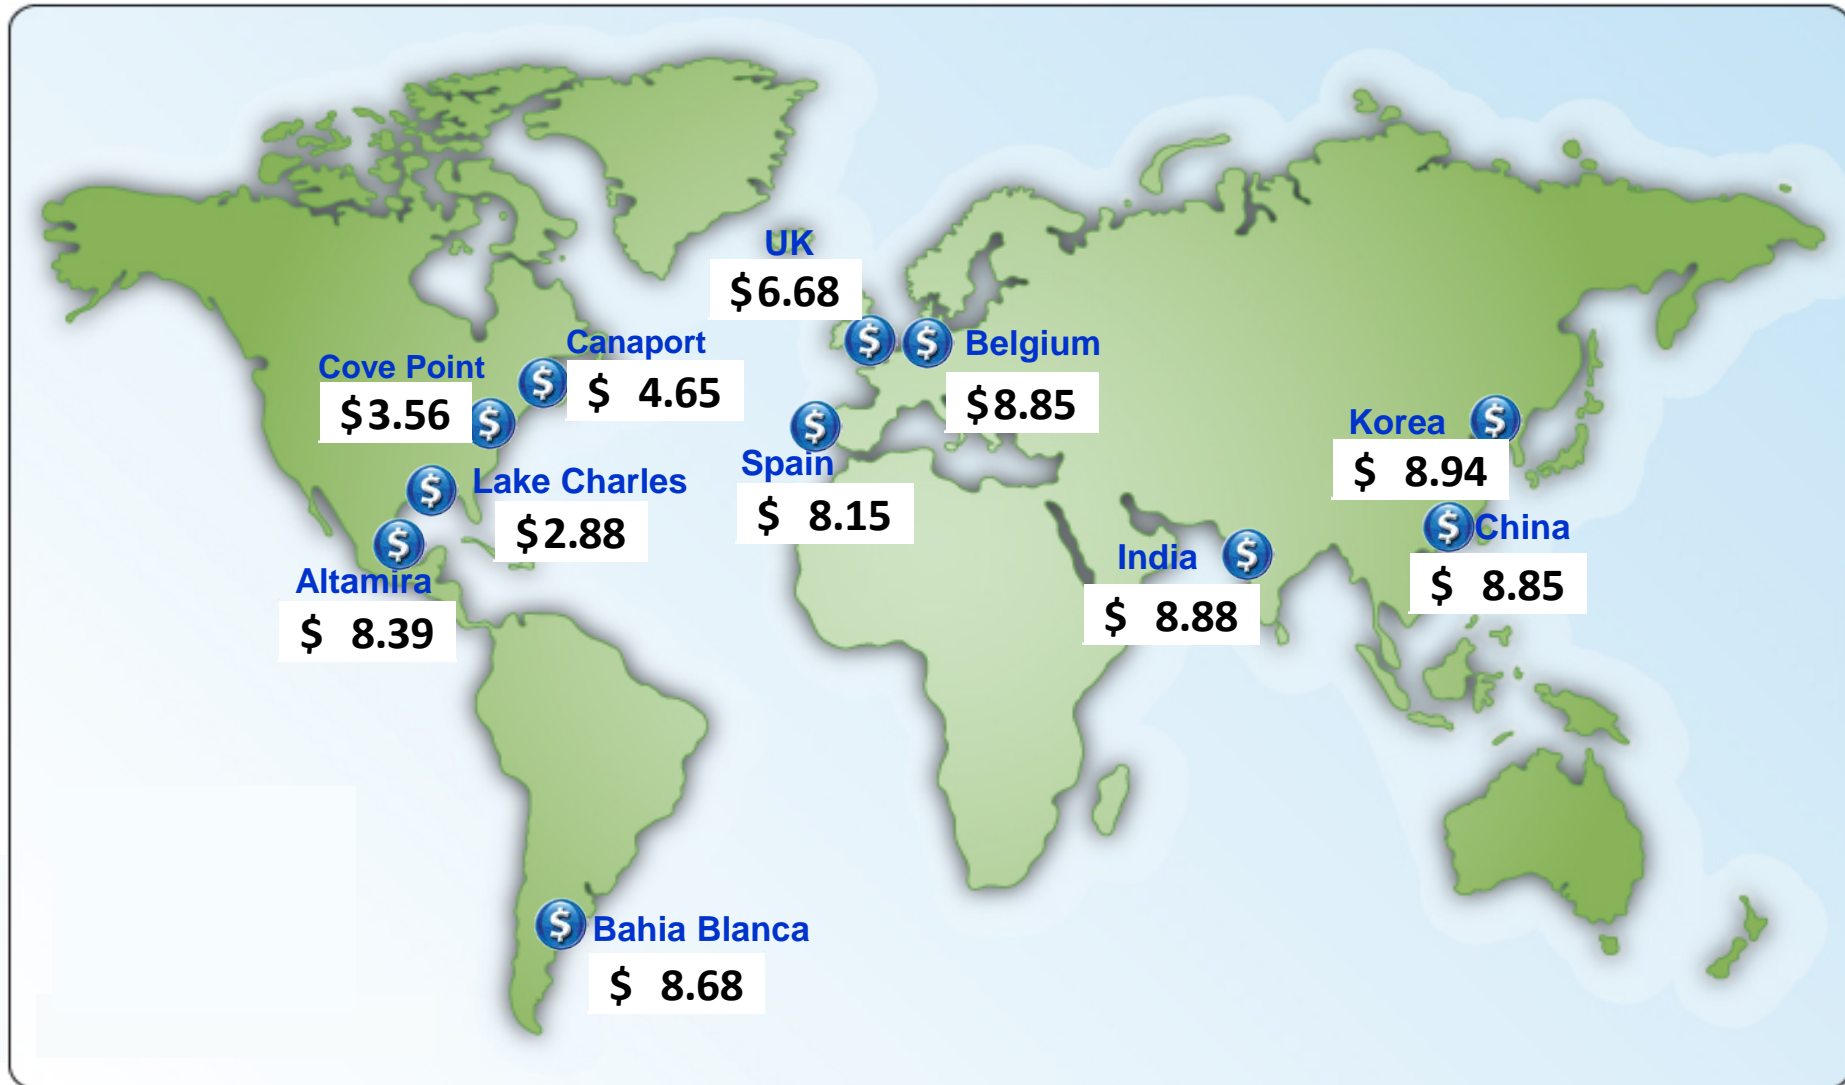 UK
$6.68
Canaport
$ 4.65
Cove Point
$3.56
Belgium
$8.85
Lake Charles
$2.88
Spain
$ 8.15
Korea
$ 8.94
China
$ 8.85
India
$ 8.88
Altamira
$ 8.39
Bahia Blanca
$ 8.68